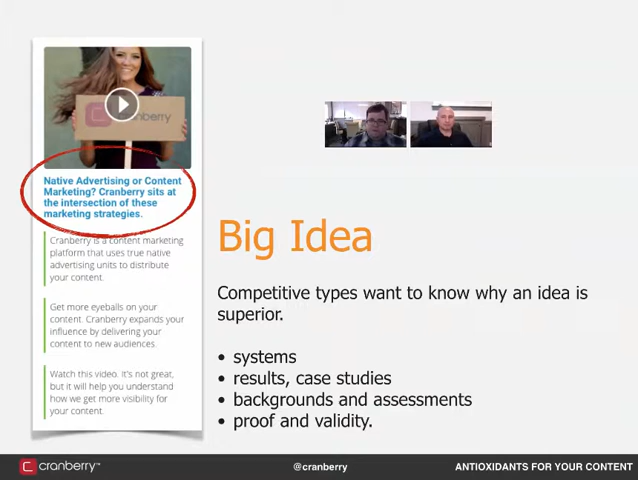 cranberry
Native Advertising or Content
Marketing? Cranberry sits at
the intersection of these
marketing strategies.
Cranberry is a content marketing
platform that uses true native
advertising units to distribute
your content.
Get more eyeballs on your
content. Cranberry expands your
influence by delivering your
content to new audiences
Watch this video. It's not great,
but it will help you understand
how we get more visibility for
your content.
Big Idea
Competitive types want to know why an idea is
superior.
• systems
• results, case studies
• backgrounds and assessments
• proof and validity.
cranberry™
@cranberry
ANTIOXIDANTS FOR YOUR CONTENT